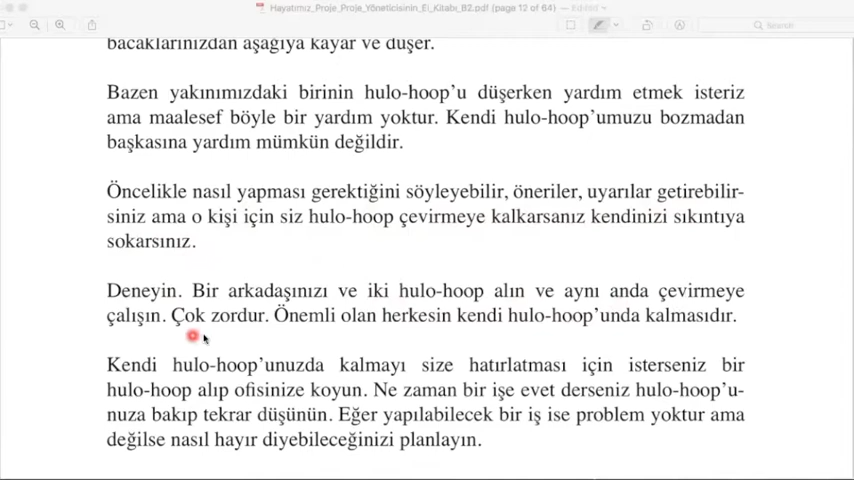 Hayatımız_Proje_Proje_Yöneticisinin_El_Kitabı_B2.pdf (page 12 of 64) — Edited
Search
bacaklarınızdan aşağıya kayar ve düşer.
Bazen yakınımızdaki birinin hulo-hoop’u düşerken yardım etmek isteriz
ama maalesef böyle bir yardım yoktur. Kendi hulo-hoop’umuzu bozmadan
başkasına yardım mümkün değildir.
Öncelikle nasıl yapması gerektiğini söyleyebilir, öneriler, uyarılar getirebilir-
siniz ama o kişi için siz hulo-hoop çevirmeye kalkarsanız kendinizi sıkıntıya
sokarsınız.
Deneyin. Bir arkadaşınızı ve iki hulo-hoop alın ve aynı anda çevirmeye
çalışın. Çok zordur. Önemli olan herkesin kendi hulo-hoop’unda kalmasıdır.
Kendi hulo-hoop’unuzda kalmayı size hatırlatması için isterseniz bir
hulo-hoop alıp ofisinize koyun. Ne zaman bir işe evet derseniz hulo-hoop’u-
nuza bakıp tekrar düşünün. Eğer yapılabilecek bir iş ise problem yoktur ama
değilse nasıl hayır diyebileceğinizi planlayın.